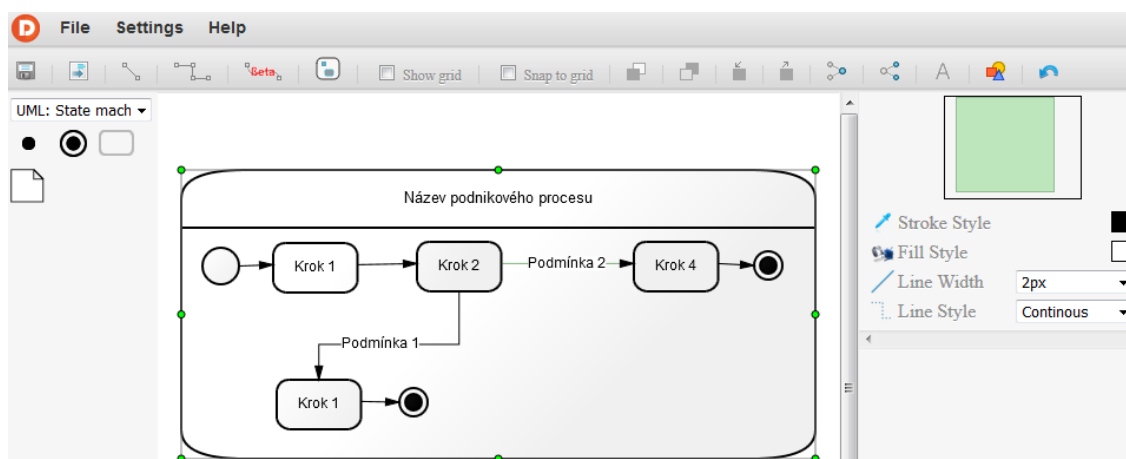 D File Settings Help
Beta Show grid Snap to grid A
UML: State mach
Název podnikového procesu
Krok 1 Krok 2 Podmínka 2 Krok 4
Podmínka 1
Krok 1
Stroke Style
Fill Style
Line Width 2px
Line Style Continous